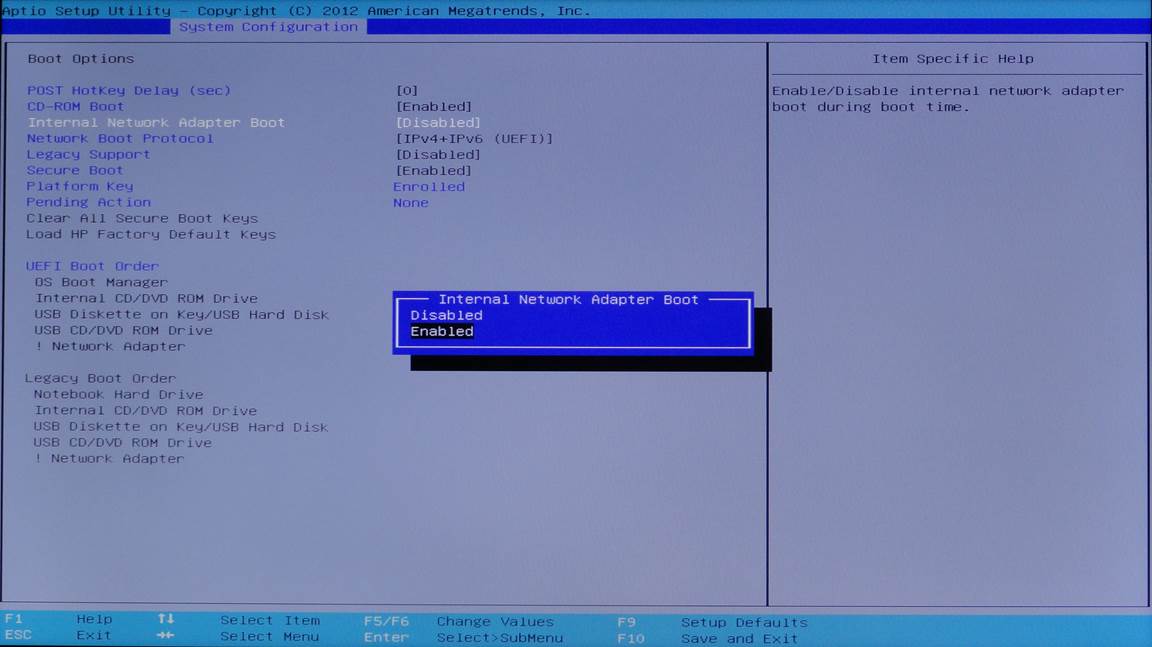 Aptio Setup Utility – Copyright (C) 2012 American Megatrends, Inc.
System Configuration
Boot Options
POST HotKey Delay (sec) [0]
CD-ROM Boot [Enabled]
Internal Network Adapter Boot [Disabled]
Network Boot Protocol [IPv4+IPv6 (UEFI)]
Legacy Support [Disabled]
Secure Boot [Enabled]
Platform Key Enrolled
Pending Action None
Clear All Secure Boot Keys
Load HP Factory Default Keys
UEFI Boot Order
OS Boot Manager
Internal CD/DVD ROM Drive
USB Diskette on Key/USB Hard Disk
USB CD/DVD ROM Drive
! Network Adapter
Legacy Boot Order
Notebook Hard Drive
Internal CD/DVD ROM Drive
USB Diskette on Key/USB Hard Disk
USB CD/DVD ROM Drive
! Network Adapter
Internal Network Adapter Boot
Disabled
Enabled
Item Specific Help
Enable/Disable internal network adapter
boot during boot time.
F1 Help ↑↓ Select Item F5/F6 Change Values F9 Setup Defaults
ESC Exit →← Select Menu Enter Select>SubMenu F10 Save and Exit